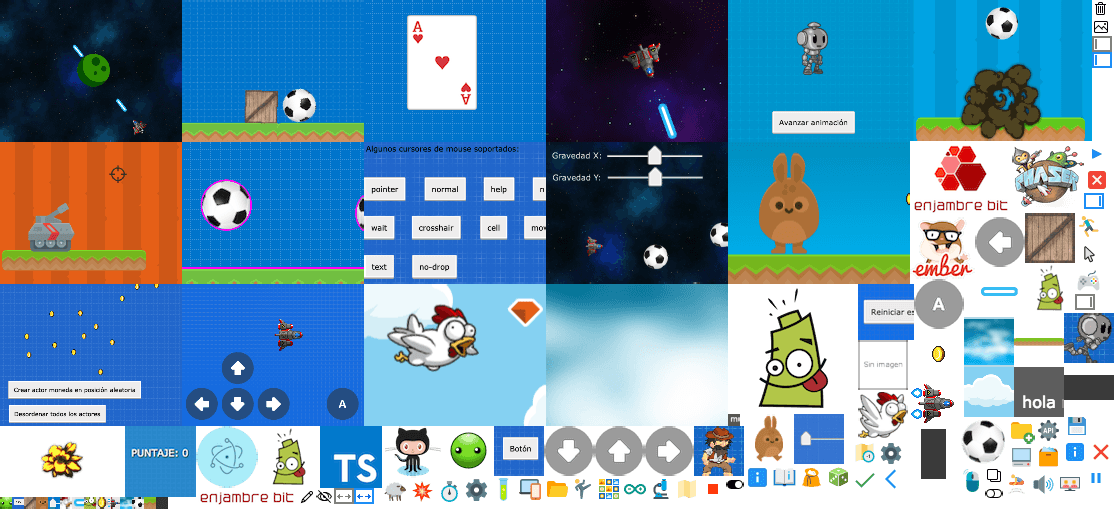 A
A
Avanzar animación
Algunos cursores de mouse soportados:
pointer
normal
help
n
wait
crosshair
cell
mov
text
no-drop
Gravedad X:
Gravedad Y:
enjambre bit
PHASER
ember
A
Crear actor moneda en posición aleatoria
Desordenar todos los actores
A
Reiniciar es
Sin imagen
hola
PUNTAJE: 0
enjambre bit
TS
Botón
API